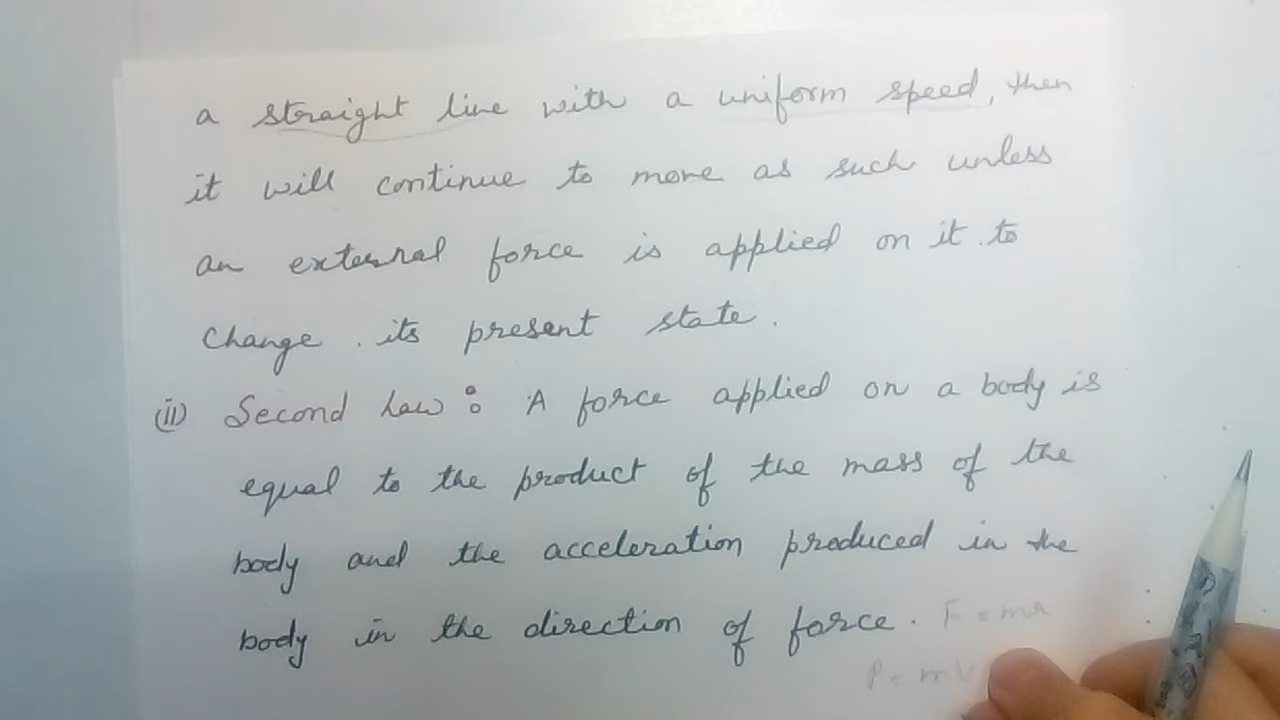 a straight line with a uniform speed, then
it will continue to move as such unless
an external force is applied on it to
change its present state.
(ii) Second Law : A force applied on a body is
equal to the product of the mass of the
body and the acceleration produced in the
body in the direction of force. F = ma
P = mv